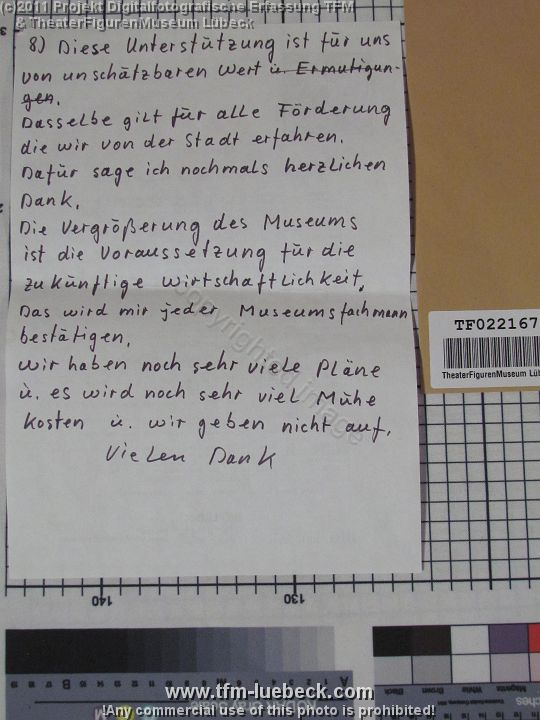 (c) 2011 Projekt Digitalfotografische Erfassung TFM
& TheaterFigurenMuseum Lübeck
8) Diese Unterstützung ist für uns
von unschätzbaren Wert u. Ermutigun-
gen.
Dasselbe gilt für alle Förderung
die wir von der Stadt erfahren.
Dafür sage ich nochmals herzlichen
Dank.
Die Vergrößerung des Museums
ist die Voraussetzung für die
zukünftige Wirtschaftlichkeit.
Das wird mir jeder Museumsfachmann
bestätigen.
Wir haben noch sehr viele Pläne
u. es wird noch sehr viel Mühe
kosten u. wir geben nicht auf.
Vielen Dank
copyrighted image
TF022167
TheaterFigurenMuseum Lüb
140
130
www.tfm-luebeck.com
!Any commercial use of this photo is prohibited!